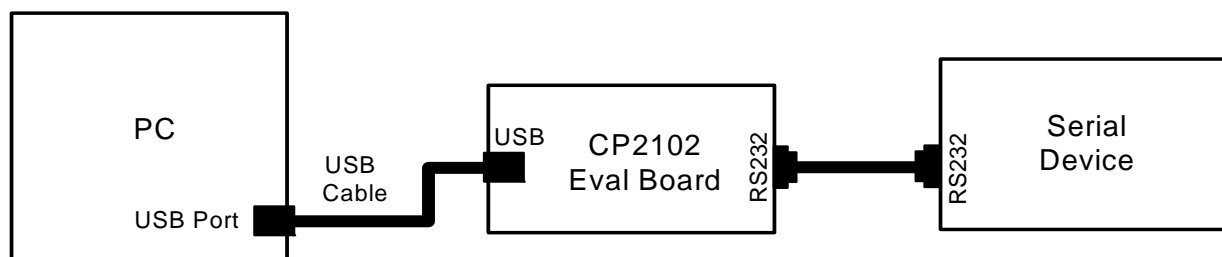 PC
USB Port
USB
Cable
USB
CP2102
Eval Board
RS232
RS232
Serial
Device